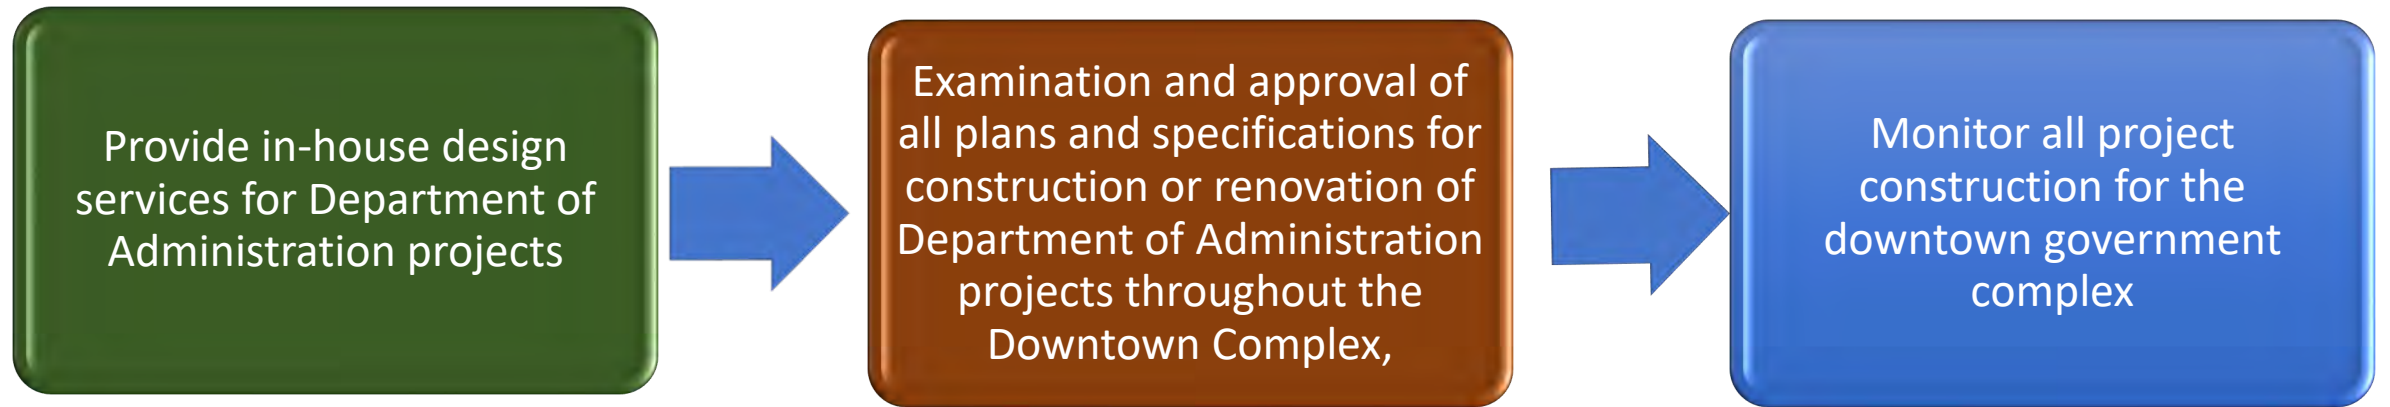 Provide in-house design
services for Department of
Administration projects
Examination and approval of
all plans and specifications for
construction or renovation of
Department of Administration
projects throughout the
Downtown Complex,
Monitor all project
construction for the
downtown government
complex